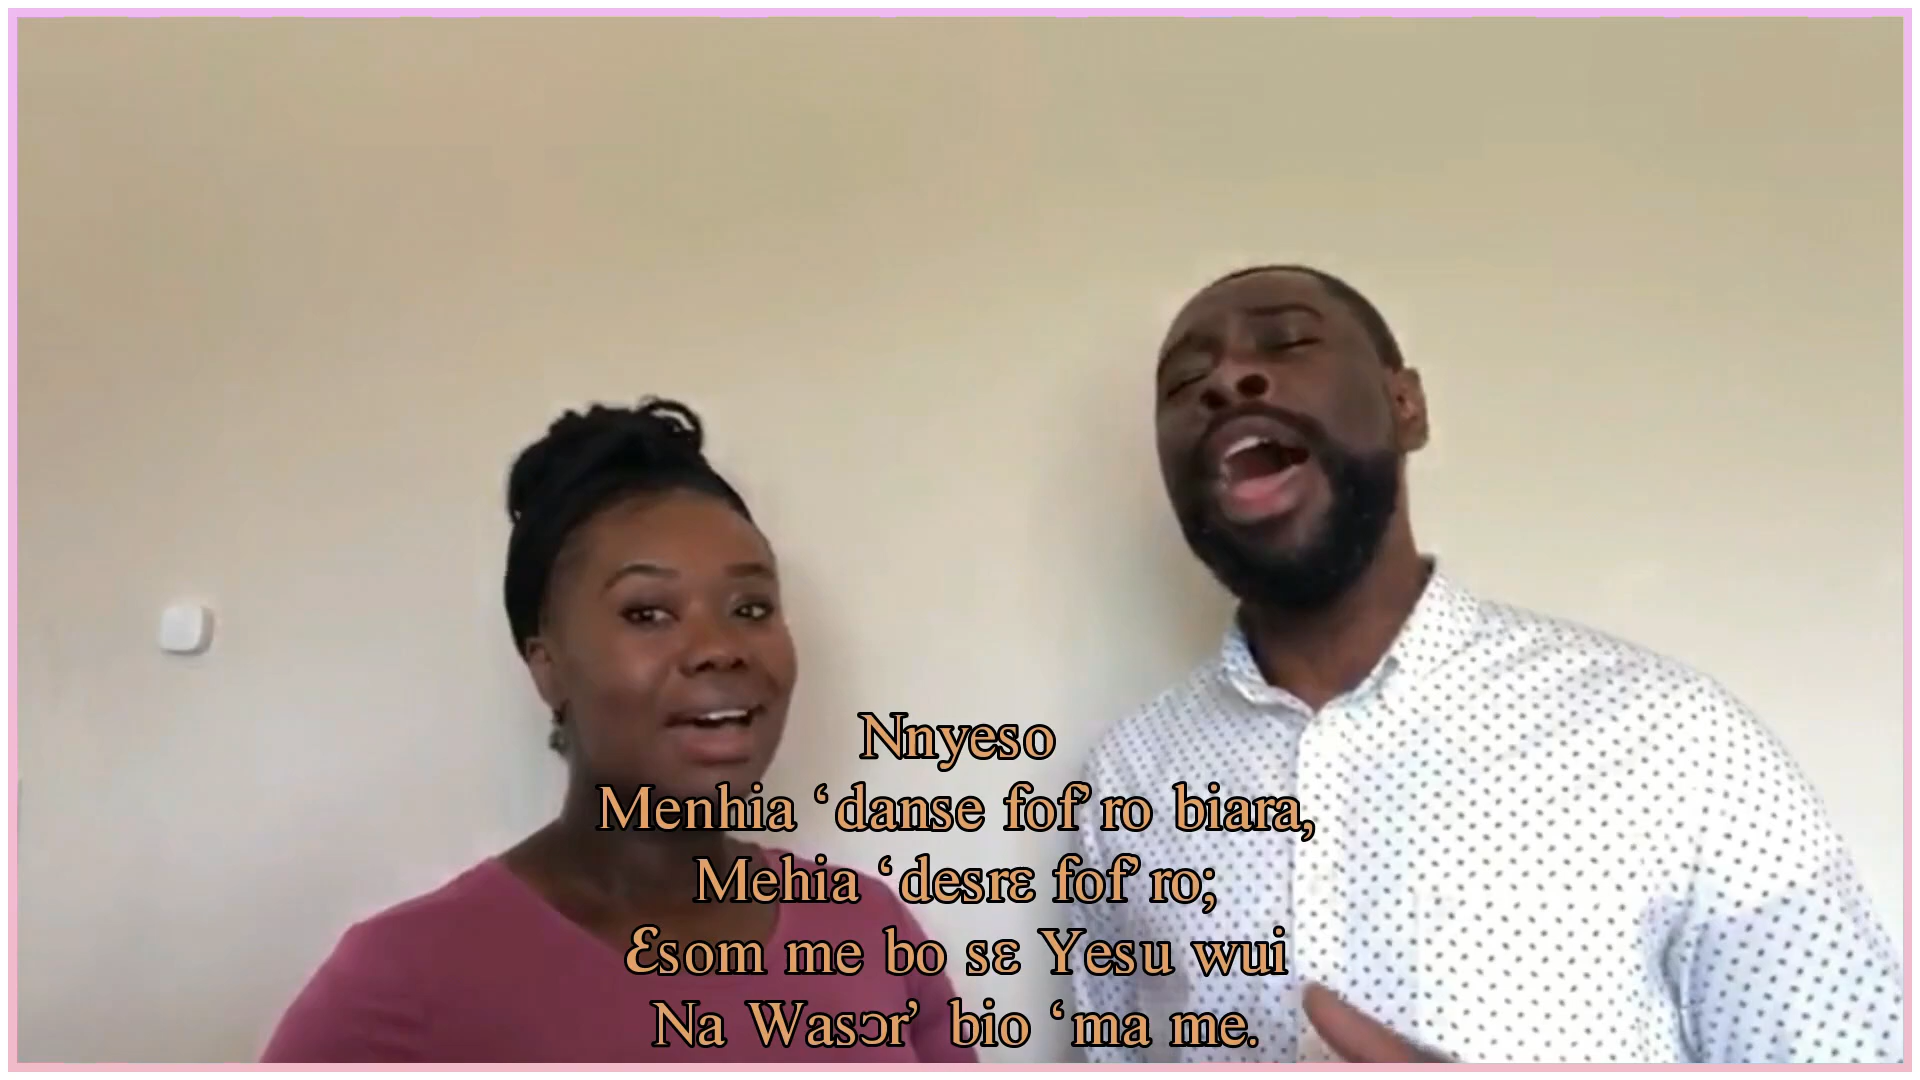 Nnyeso
Menhia ‘danse fof’ro biara,
Mehia ‘desrɛ fof’ro;
Ɛsom me bo sɛ Yesu wui
Na Wasɔr’ bio ‘ma me.